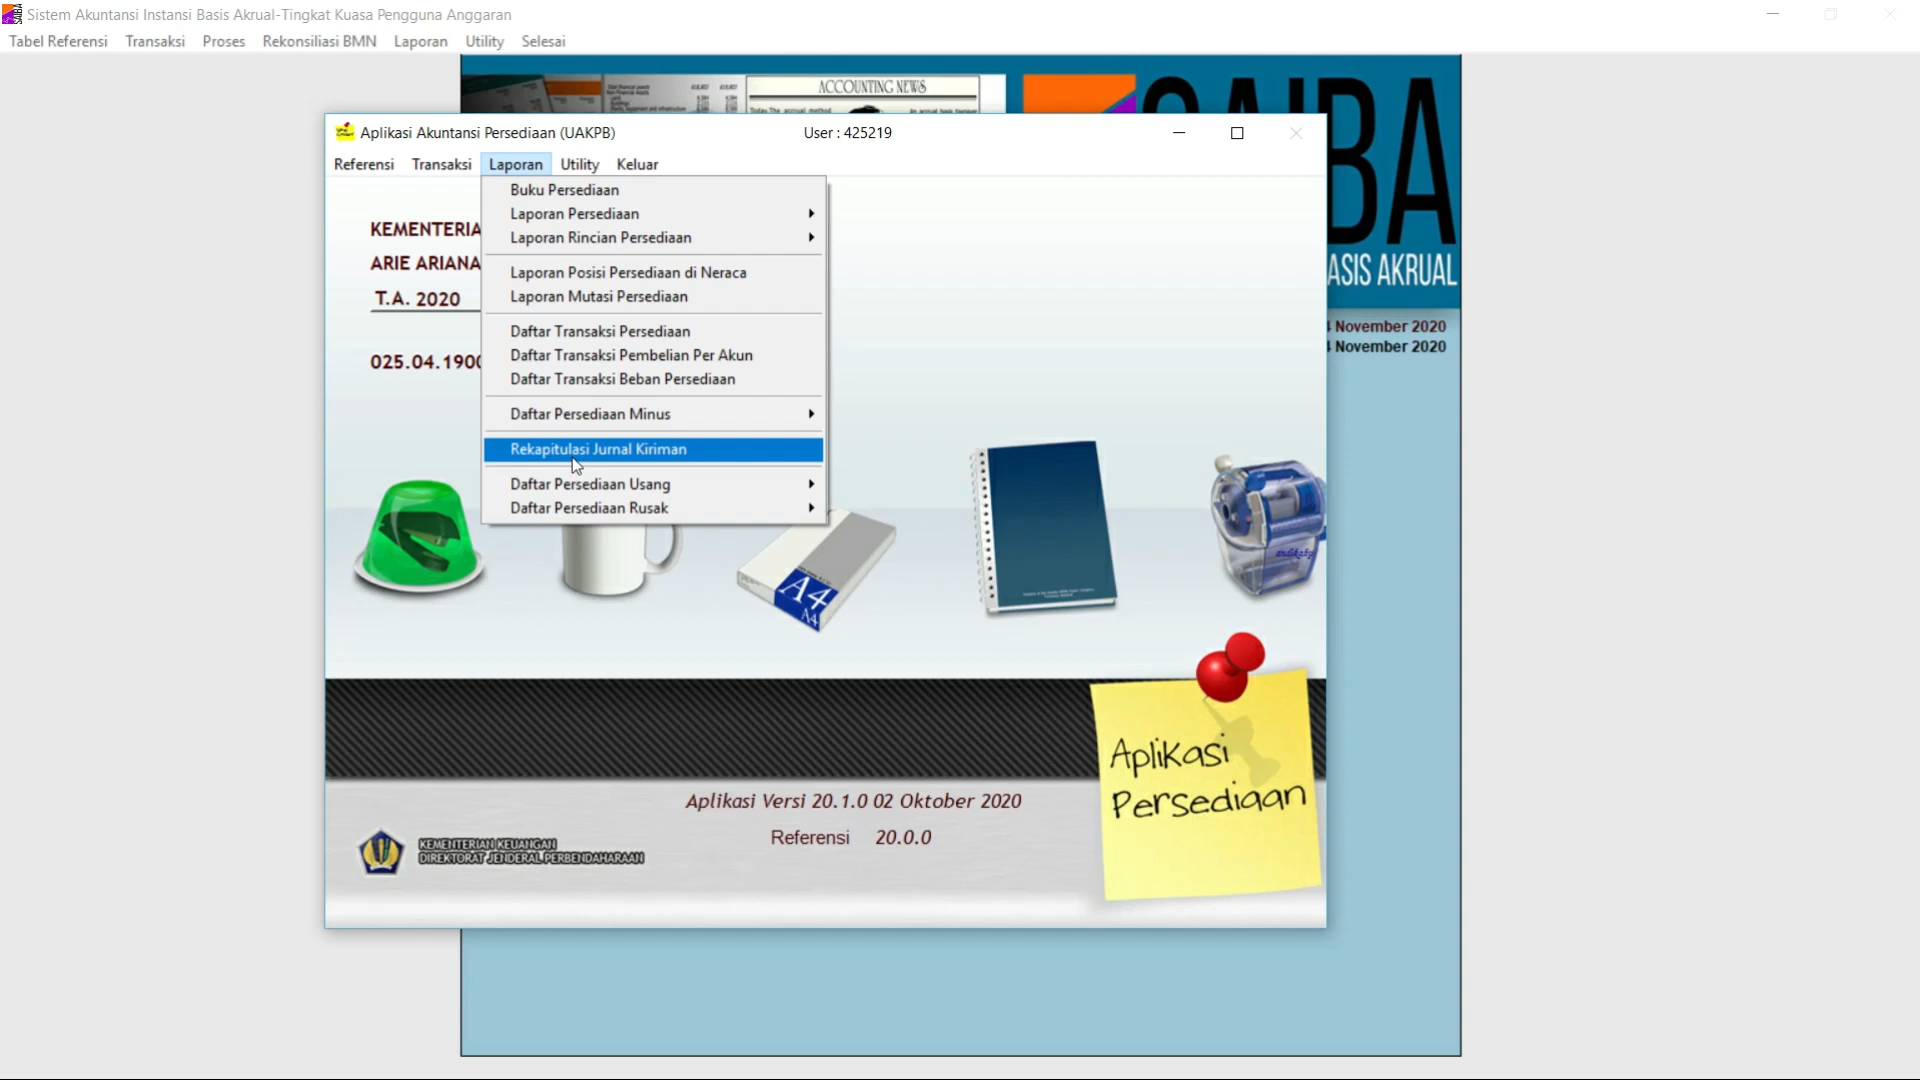 Sistem Akuntansi Instansi Basis Akrual-Tingkat Kuasa Pengguna Anggaran
Tabel Referensi Transaksi Proses Rekonsiliasi BMN Laporan Utility Selesai
ACCOUNTING NEWS
BA
ASIS AKRUAL
November 2020
November 2020
Aplikasi Akuntansi Persediaan (UAKPB) User : 425219
Referensi Transaksi Laporan Utility Keluar
KEMENTERIA
ARIE ARIANA
T.A. 2020
025.04.1900
Buku Persediaan
Laporan Persediaan
Laporan Rincian Persediaan
Laporan Posisi Persediaan di Neraca
Laporan Mutasi Persediaan
Daftar Transaksi Persediaan
Daftar Transaksi Pembelian Per Akun
Daftar Transaksi Beban Persediaan
Daftar Persediaan Minus
Rekapitulasi Jurnal Kiriman
Daftar Persediaan Usang
Daftar Persediaan Rusak
A4
A4
Aplikasi
Persediaan
Aplikasi Versi 20.1.0 02 Oktober 2020
Referensi 20.0.0
KEMENTERIAN KEUANGAN
DIREKTORAT JENDERAL PERBENDAHARAAN